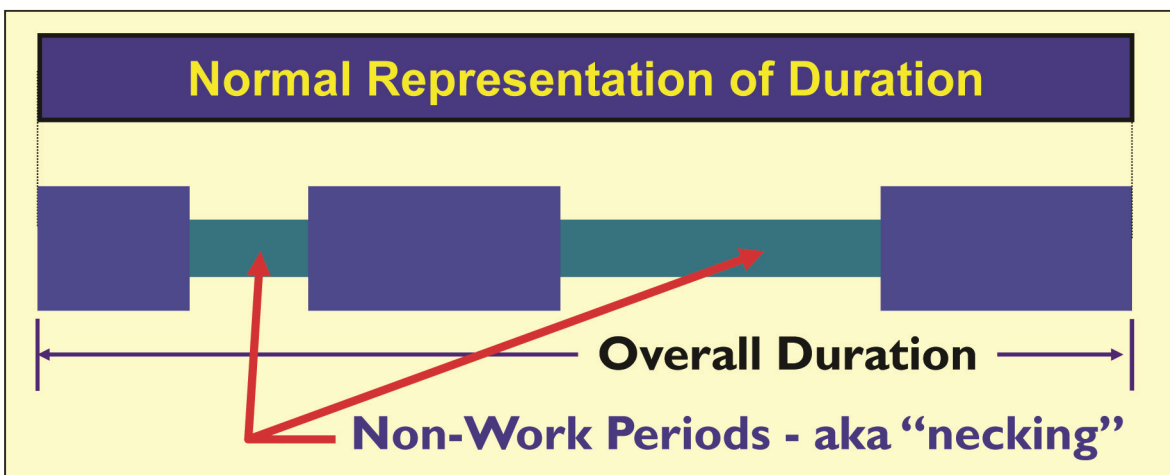 Normal Representation of Duration
Overall Duration
Non-Work Periods - aka “necking”